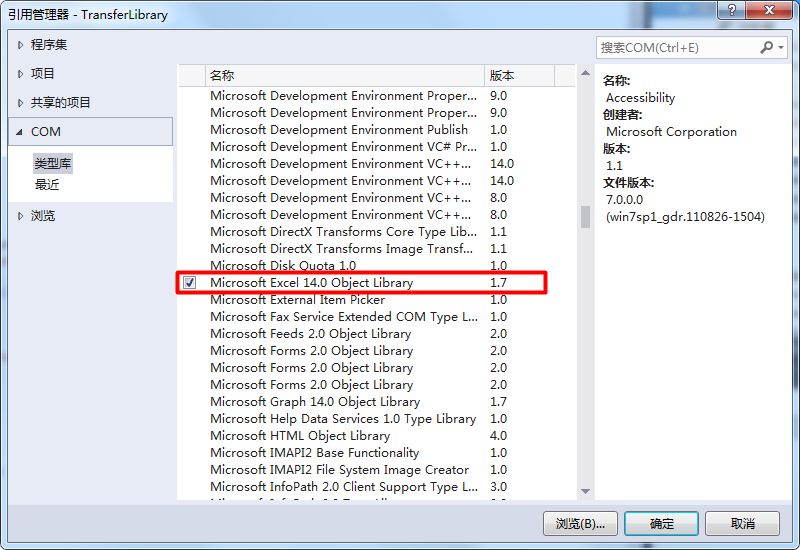 引用管理器 - TransferLibrary
程序集
项目
共享的项目
COM
类型库
最近
浏览
名称 版本
Microsoft Development Environment Proper... 9.0
Microsoft Development Environment Proper... 9.0
Microsoft Development Environment Publish 1.0
Microsoft Development Environment VC# Pr... 1.0
Microsoft Development Environment VC++... 14.0
Microsoft Development Environment VC++... 14.0
Microsoft Development Environment VC++... 8.0
Microsoft Development Environment VC++... 8.0
Microsoft DirectX Transforms Core Type Lib... 1.1
Microsoft DirectX Transforms Image Transf... 1.1
Microsoft Disk Quota 1.0 1.0
Microsoft Excel 14.0 Object Library 1.7
Microsoft External Item Picker 1.0
Microsoft Fax Service Extended COM Type L... 1.0
Microsoft Feeds 2.0 Object Library 2.0
Microsoft Forms 2.0 Object Library 2.0
Microsoft Forms 2.0 Object Library 2.0
Microsoft Forms 2.0 Object Library 2.0
Microsoft Graph 14.0 Object Library 1.7
Microsoft Help Data Services 1.0 Type Library 1.0
Microsoft HTML Object Library 4.0
Microsoft IMAPI2 Base Functionality 1.0
Microsoft IMAPI2 File System Image Creator 1.0
Microsoft InfoPath 2.0 Client Support Type L... 3.0
搜索COM(Ctrl+E)
名称:
Accessibility
创建者:
Microsoft Corporation
版本:
1.1
文件版本:
7.0.0.0
(win7sp1_gdr.110826-1504)
浏览(B)... 确定 取消